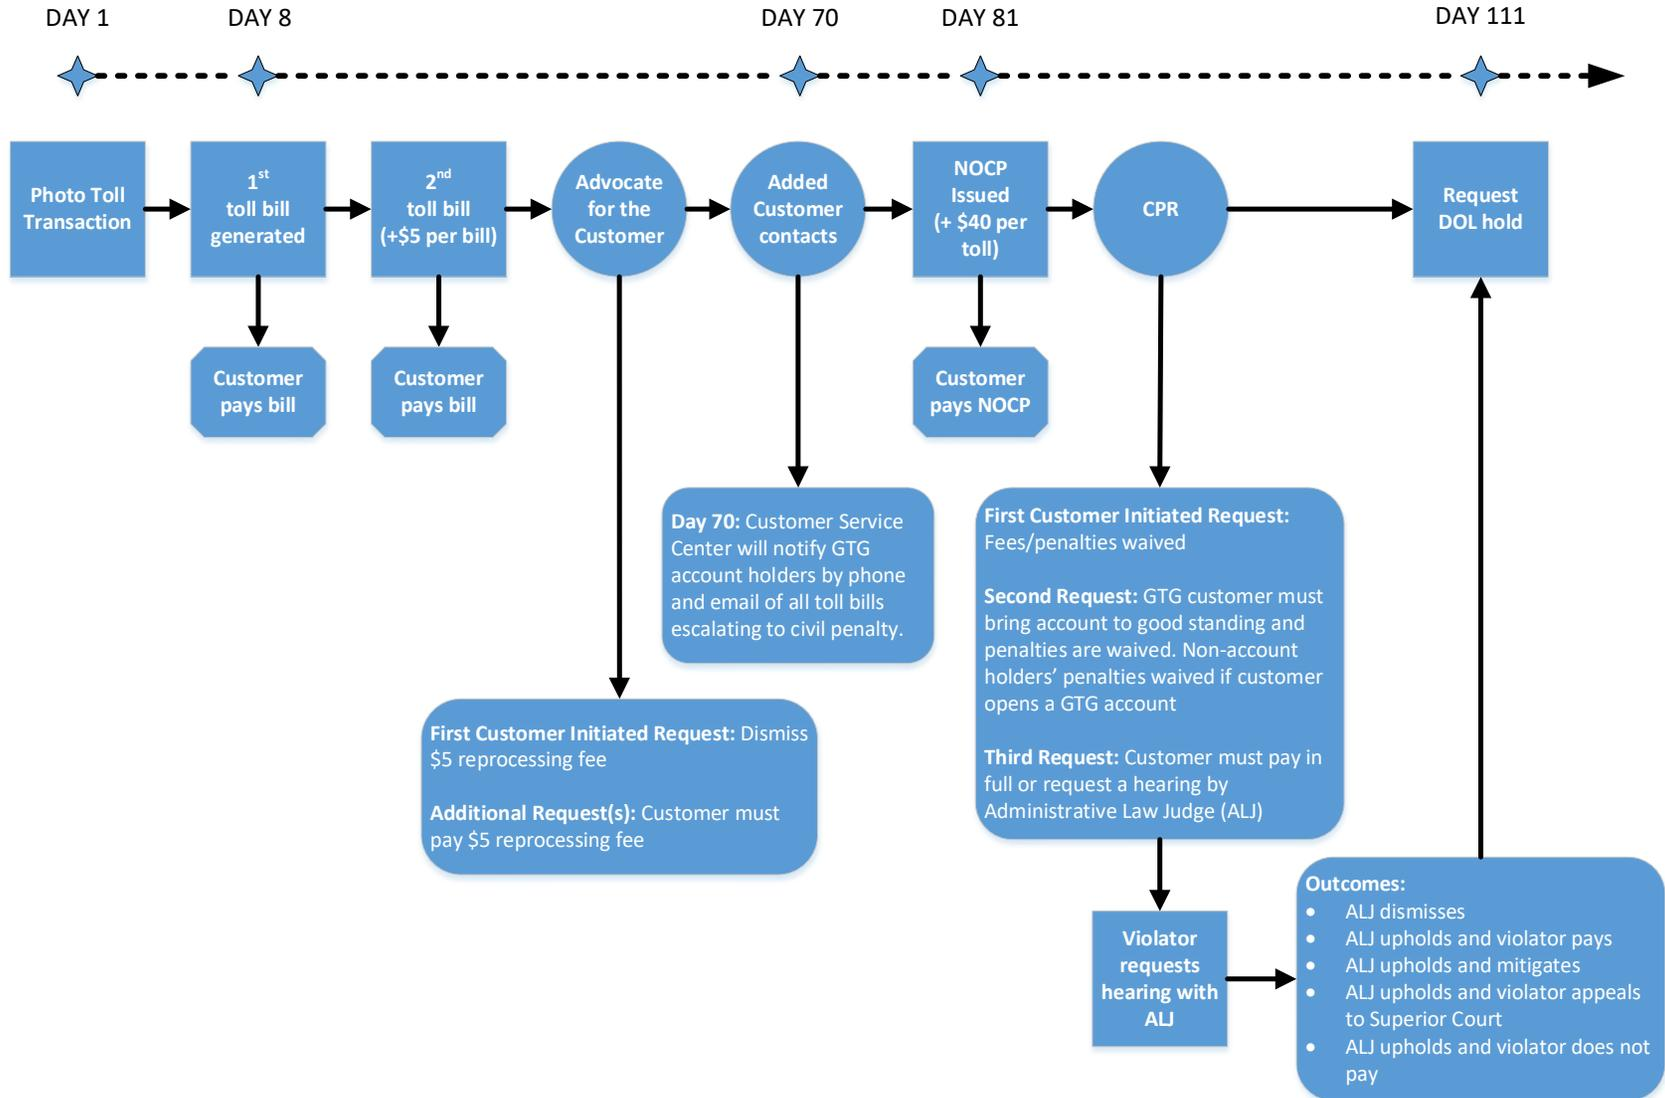 DAY 1
DAY 8
DAY 70
DAY 81
DAY 111
Photo Toll
Transaction
1st
toll bill
generated
2nd
toll bill
(+$5 per bill)
Advocate
for the
Customer
Added
Customer
contacts
NOCP
Issued
(+ $40 per
toll)
CPR
Request
DOL hold
Customer
pays bill
Customer
pays bill
Customer
pays NOCP
Day 70: Customer Service
Center will notify GTG
account holders by phone
and email of all toll bills
escalating to civil penalty.
First Customer Initiated Request:
Fees/penalties waived
Second Request: GTG customer must
bring account to good standing and
penalties are waived. Non-account
holders’ penalties waived if customer
opens a GTG account
Third Request: Customer must pay in
full or request a hearing by
Administrative Law Judge (ALJ)
First Customer Initiated Request: Dismiss
$5 reprocessing fee
Additional Request(s): Customer must
pay $5 reprocessing fee
Violator
requests
hearing with
ALJ
Outcomes:
• ALJ dismisses
• ALJ upholds and violator pays
• ALJ upholds and mitigates
• ALJ upholds and violator appeals
to Superior Court
• ALJ upholds and violator does not
pay